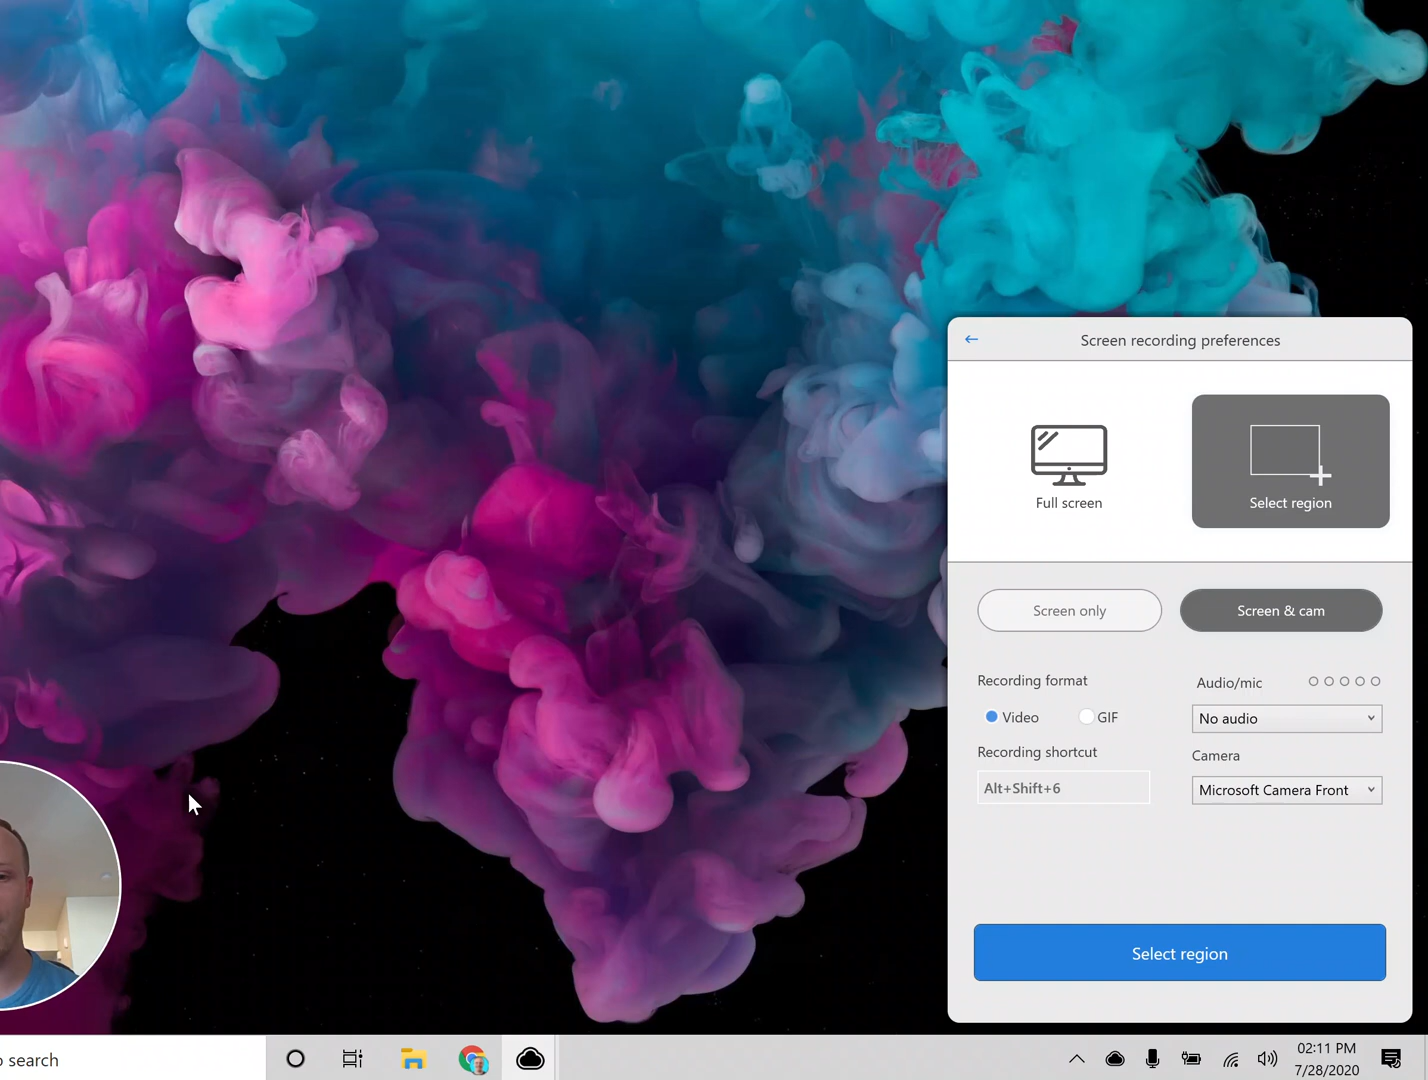 Screen recording preferences
Full screen
Select region
Screen only
Screen & cam
Recording format
Audio/mic
Video
GIF
No audio
Recording shortcut
Camera
Alt+Shift+6
Microsoft Camera Front
Select region
search
02:11 PM
7/28/2020